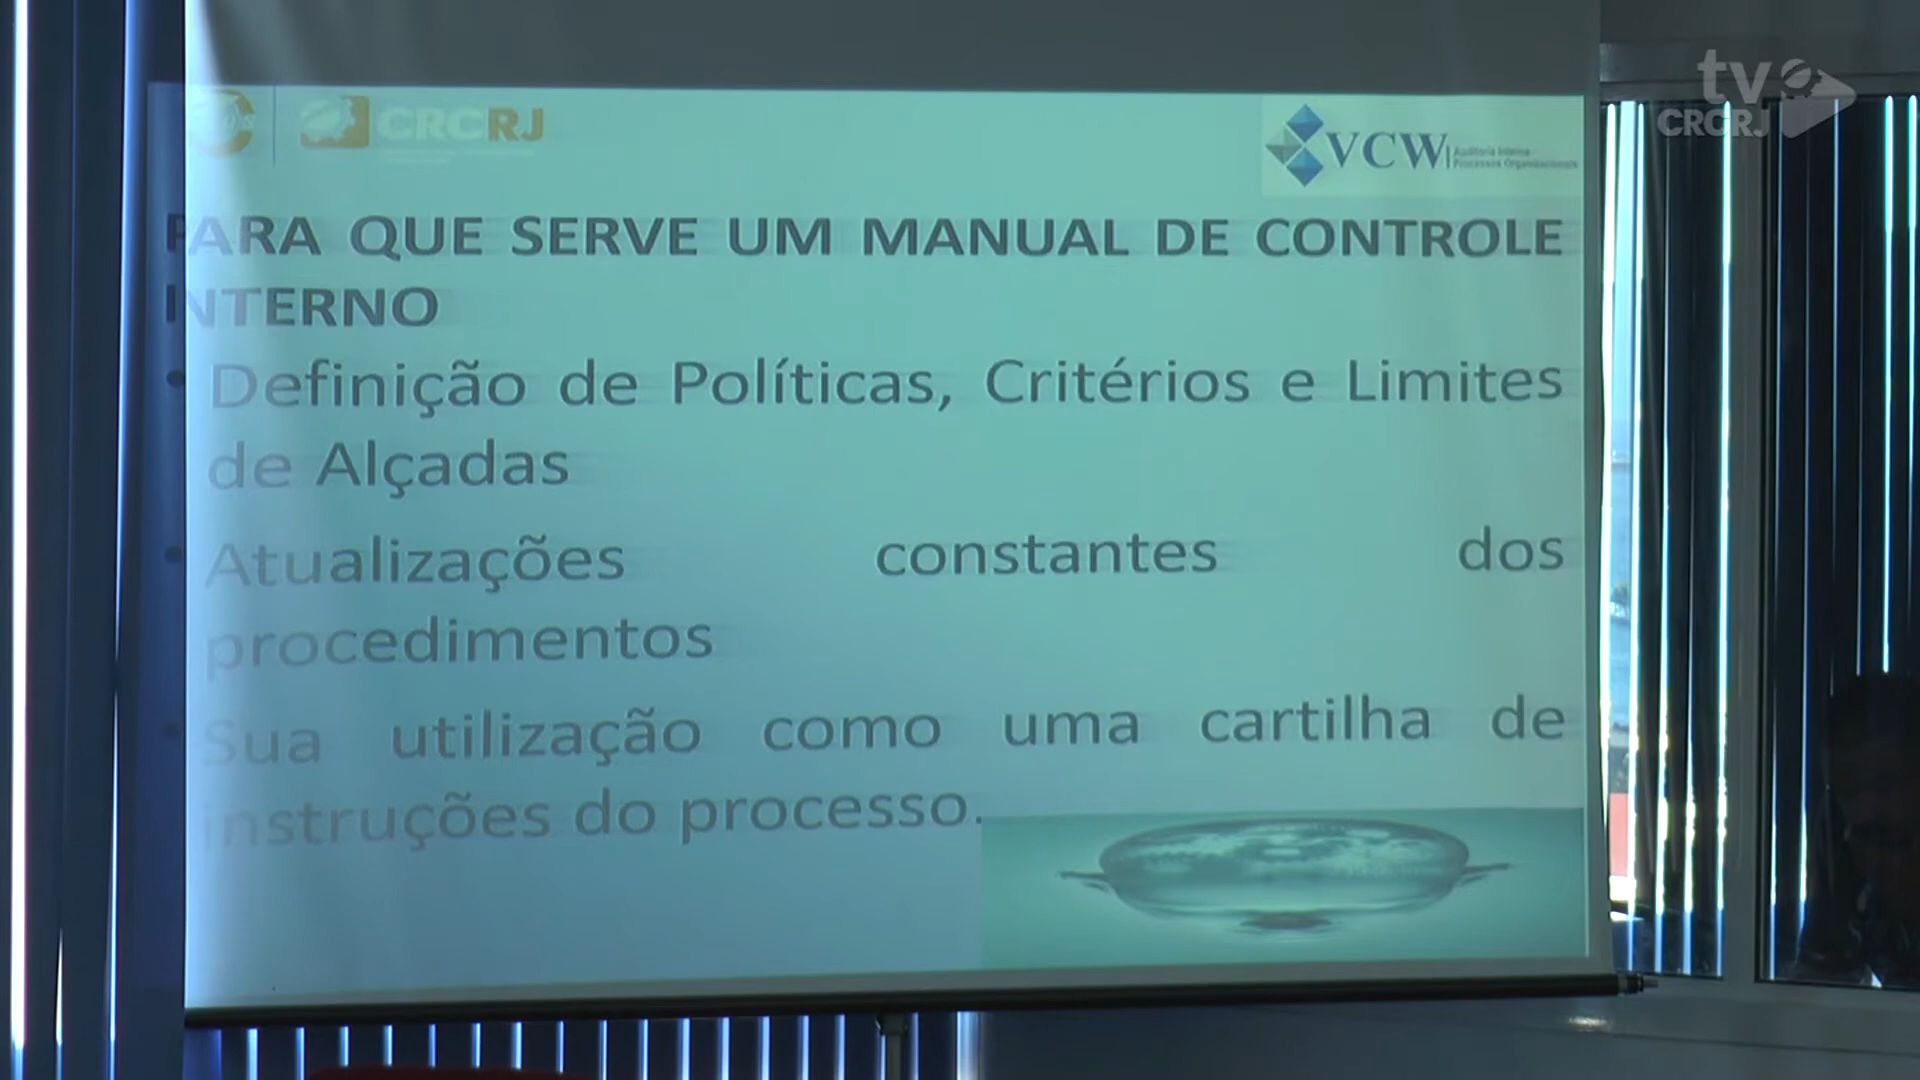 tv
CRCRJ
CRCRJ
VCW
Auditoria Interna
Processos Organizacionais
PARA QUE SERVE UM MANUAL DE CONTROLE
INTERNO
• Definição de Políticas, Critérios e Limites
de Alçadas
• Atualizações constantes dos
procedimentos
• Sua utilização como uma cartilha de
instruções do processo.